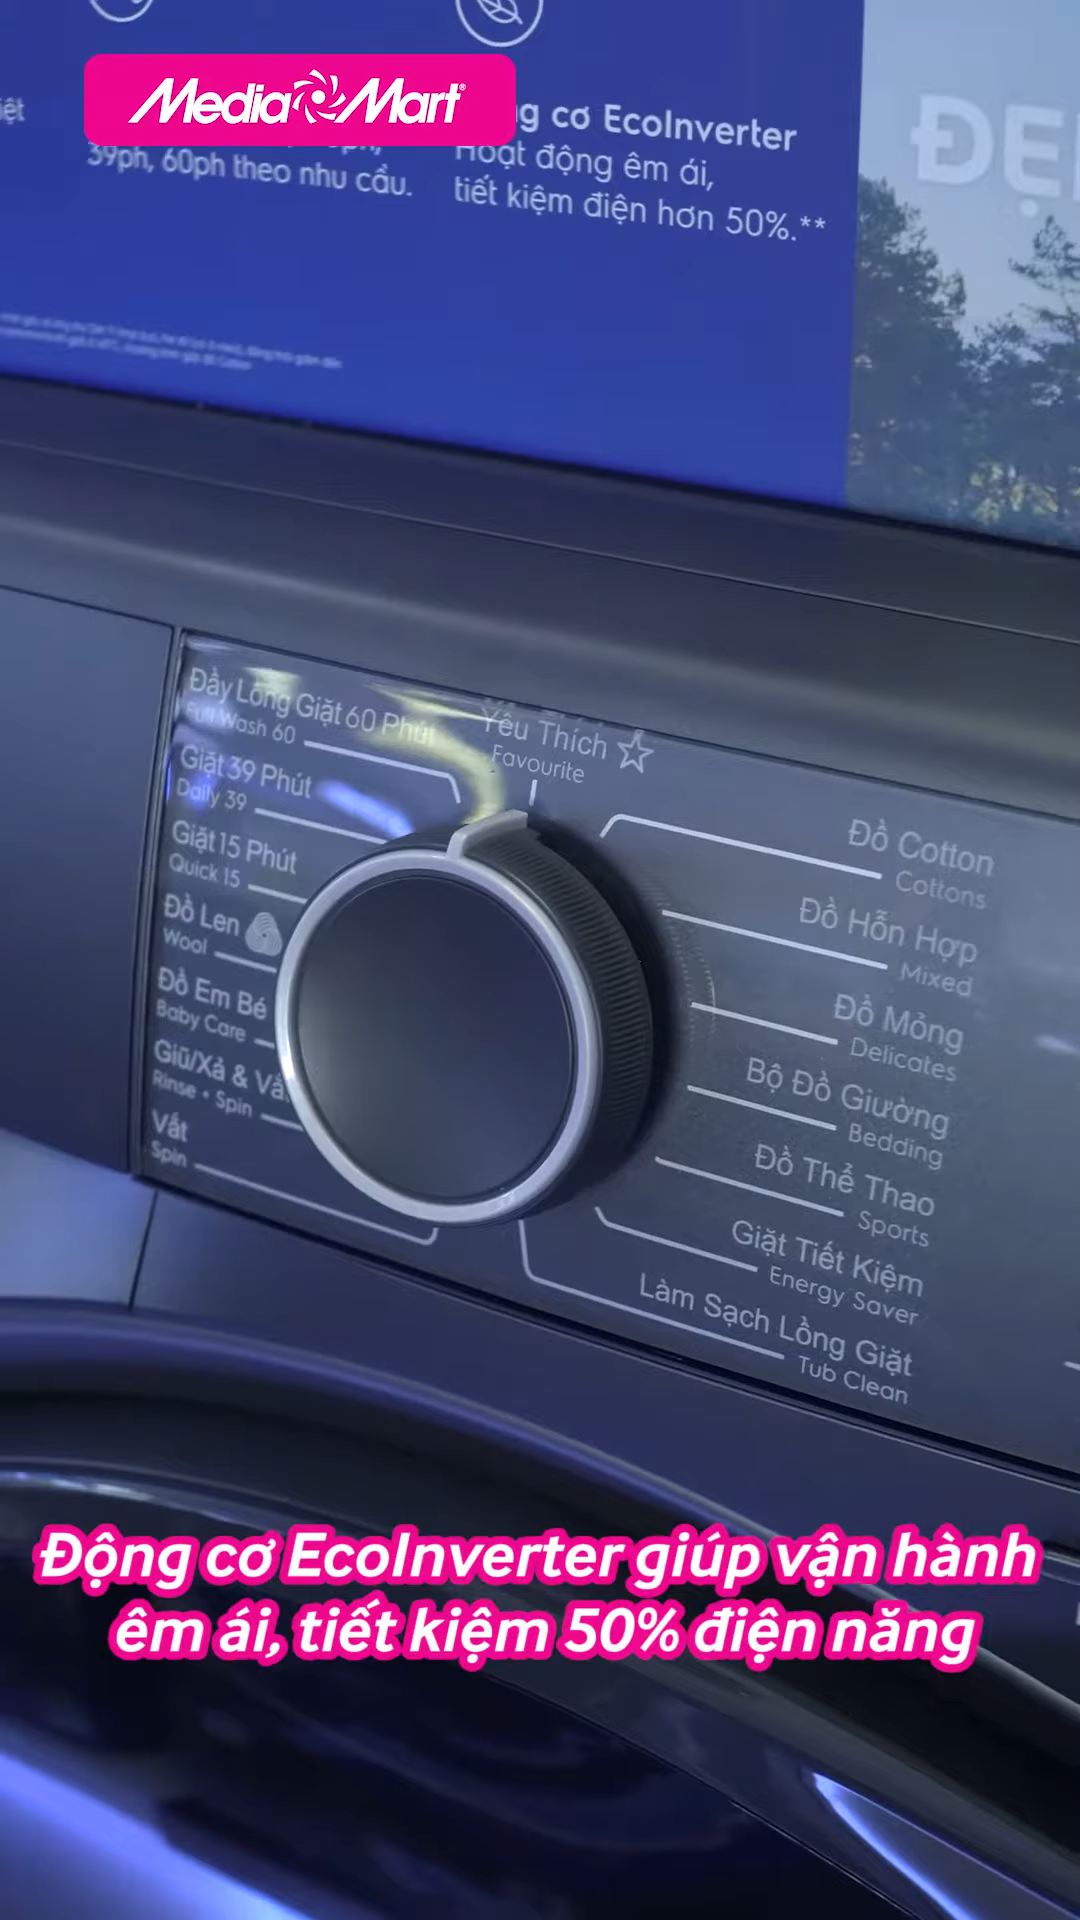 MediaMart
39ph, 60ph theo nhu cầu.
cơ EcoInverter
Hoạt động êm ái,
tiết kiệm điện hơn 50%.**
Đầy Lồng Giặt 60 Phút
Full Wash 60
Giặt 39 Phút
Daily 39
Giặt 15 Phút
Quick 15
Đồ Len
Wool
Đồ Em Bé
Baby Care
Giũ/Xả & Vắt
Rinse • Spin
Vắt
Spin
Yêu Thích
Favourite
Đồ Cotton
Cottons
Đồ Hỗn Hợp
Mixed
Đồ Mỏng
Delicates
Bộ Đồ Giường
Bedding
Đồ Thể Thao
Sports
Giặt Tiết Kiệm
Energy Saver
Làm Sạch Lồng Giặt
Tub Clean
Động cơ EcoInverter giúp vận hành
êm ái, tiết kiệm 50% điện năng